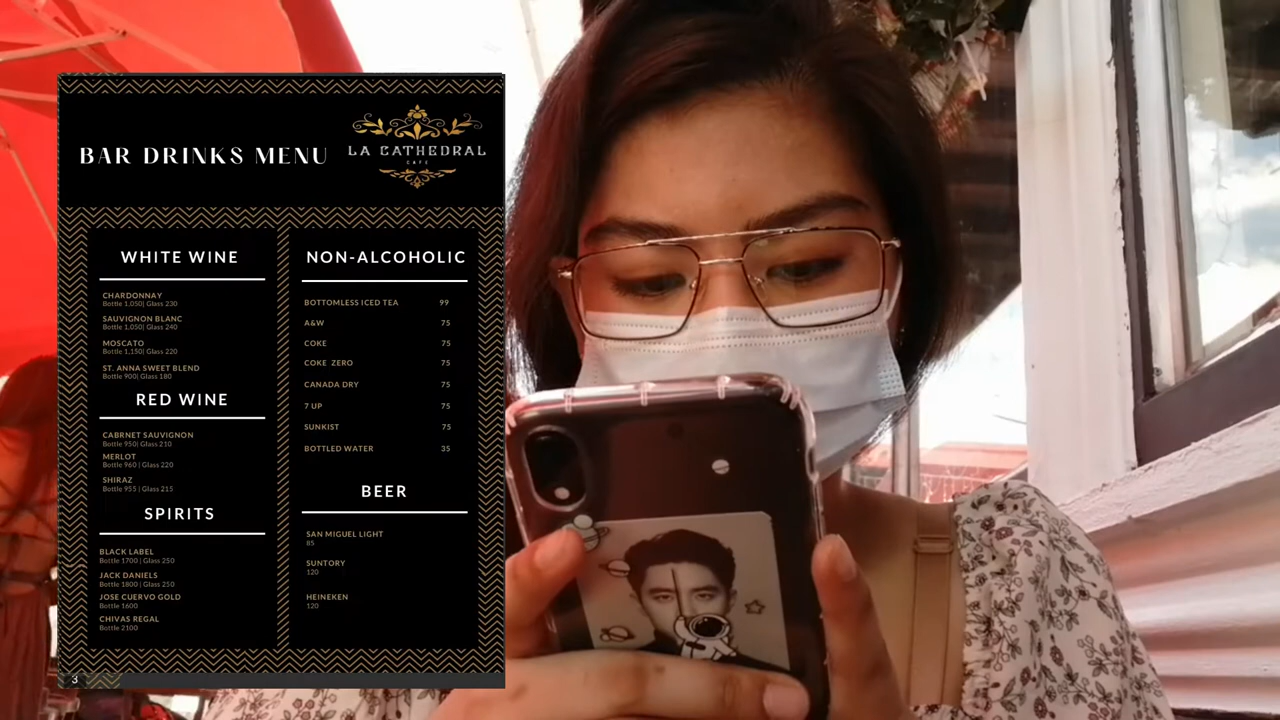 BAR DRINKS MENU
LA CATHEDRAL
CAFE
WHITE WINE
CHARDONNAY
Bottle 1,050| Glass 230
SAUVIGNON BLANC
Bottle 1,050| Glass 240
MOSCATO
Bottle 1,150| Glass 220
ST. ANNA SWEET BLEND
Bottle 900| Glass 180
RED WINE
CABRNET SAUVIGNON
Bottle 950| Glass 210
MERLOT
Bottle 960 | Glass 220
SHIRAZ
Bottle 955 | Glass 215
SPIRITS
BLACK LABEL
Bottle 1700 | Glass 250
JACK DANIELS
Bottle 1800 | Glass 250
JOSE CUERVO GOLD
Bottle 1600
CHIVAS REGAL
Bottle 2100
NON-ALCOHOLIC
BOTTOMLESS ICED TEA 99
A&W 75
COKE 75
COKE ZERO 75
CANADA DRY 75
7 UP 75
SUNKIST 75
BOTTLED WATER 35
BEER
SAN MIGUEL LIGHT
85
SUNTORY
120
HEINEKEN
120
3